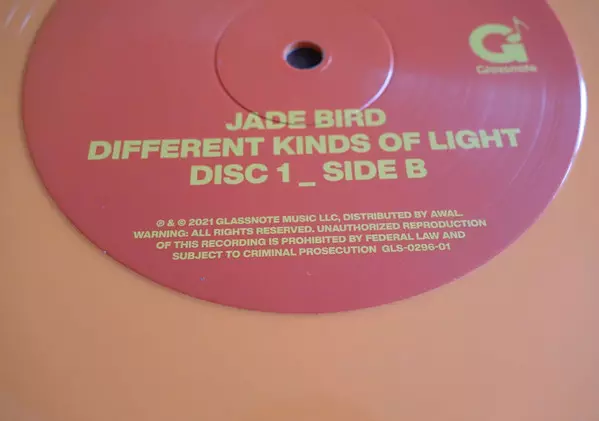 G
Glassnote
JADE BIRD
DIFFERENT KINDS OF LIGHT
DISC 1_ SIDE B
℗ & © 2021 GLASSNOTE MUSIC LLC, DISTRIBUTED BY AWAL.
WARNING: ALL RIGHTS RESERVED. UNAUTHORIZED REPRODUCTION
OF THIS RECORDING IS PROHIBITED BY FEDERAL LAW AND
SUBJECT TO CRIMINAL PROSECUTION GLS-0296-01